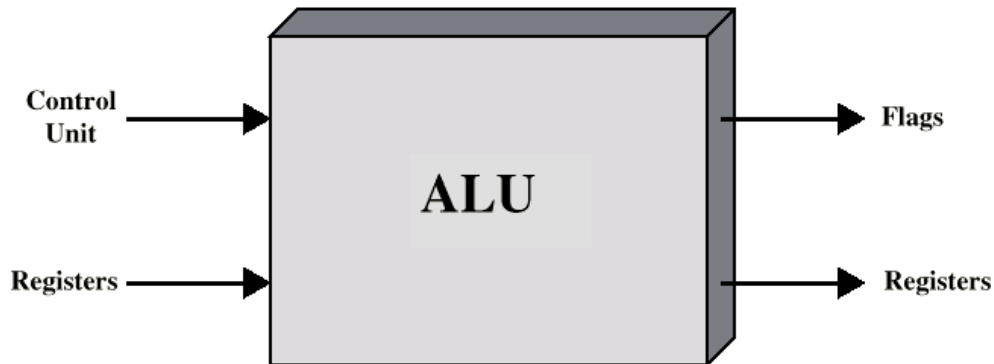 Control
Unit
Flags
ALU
Registers
Registers